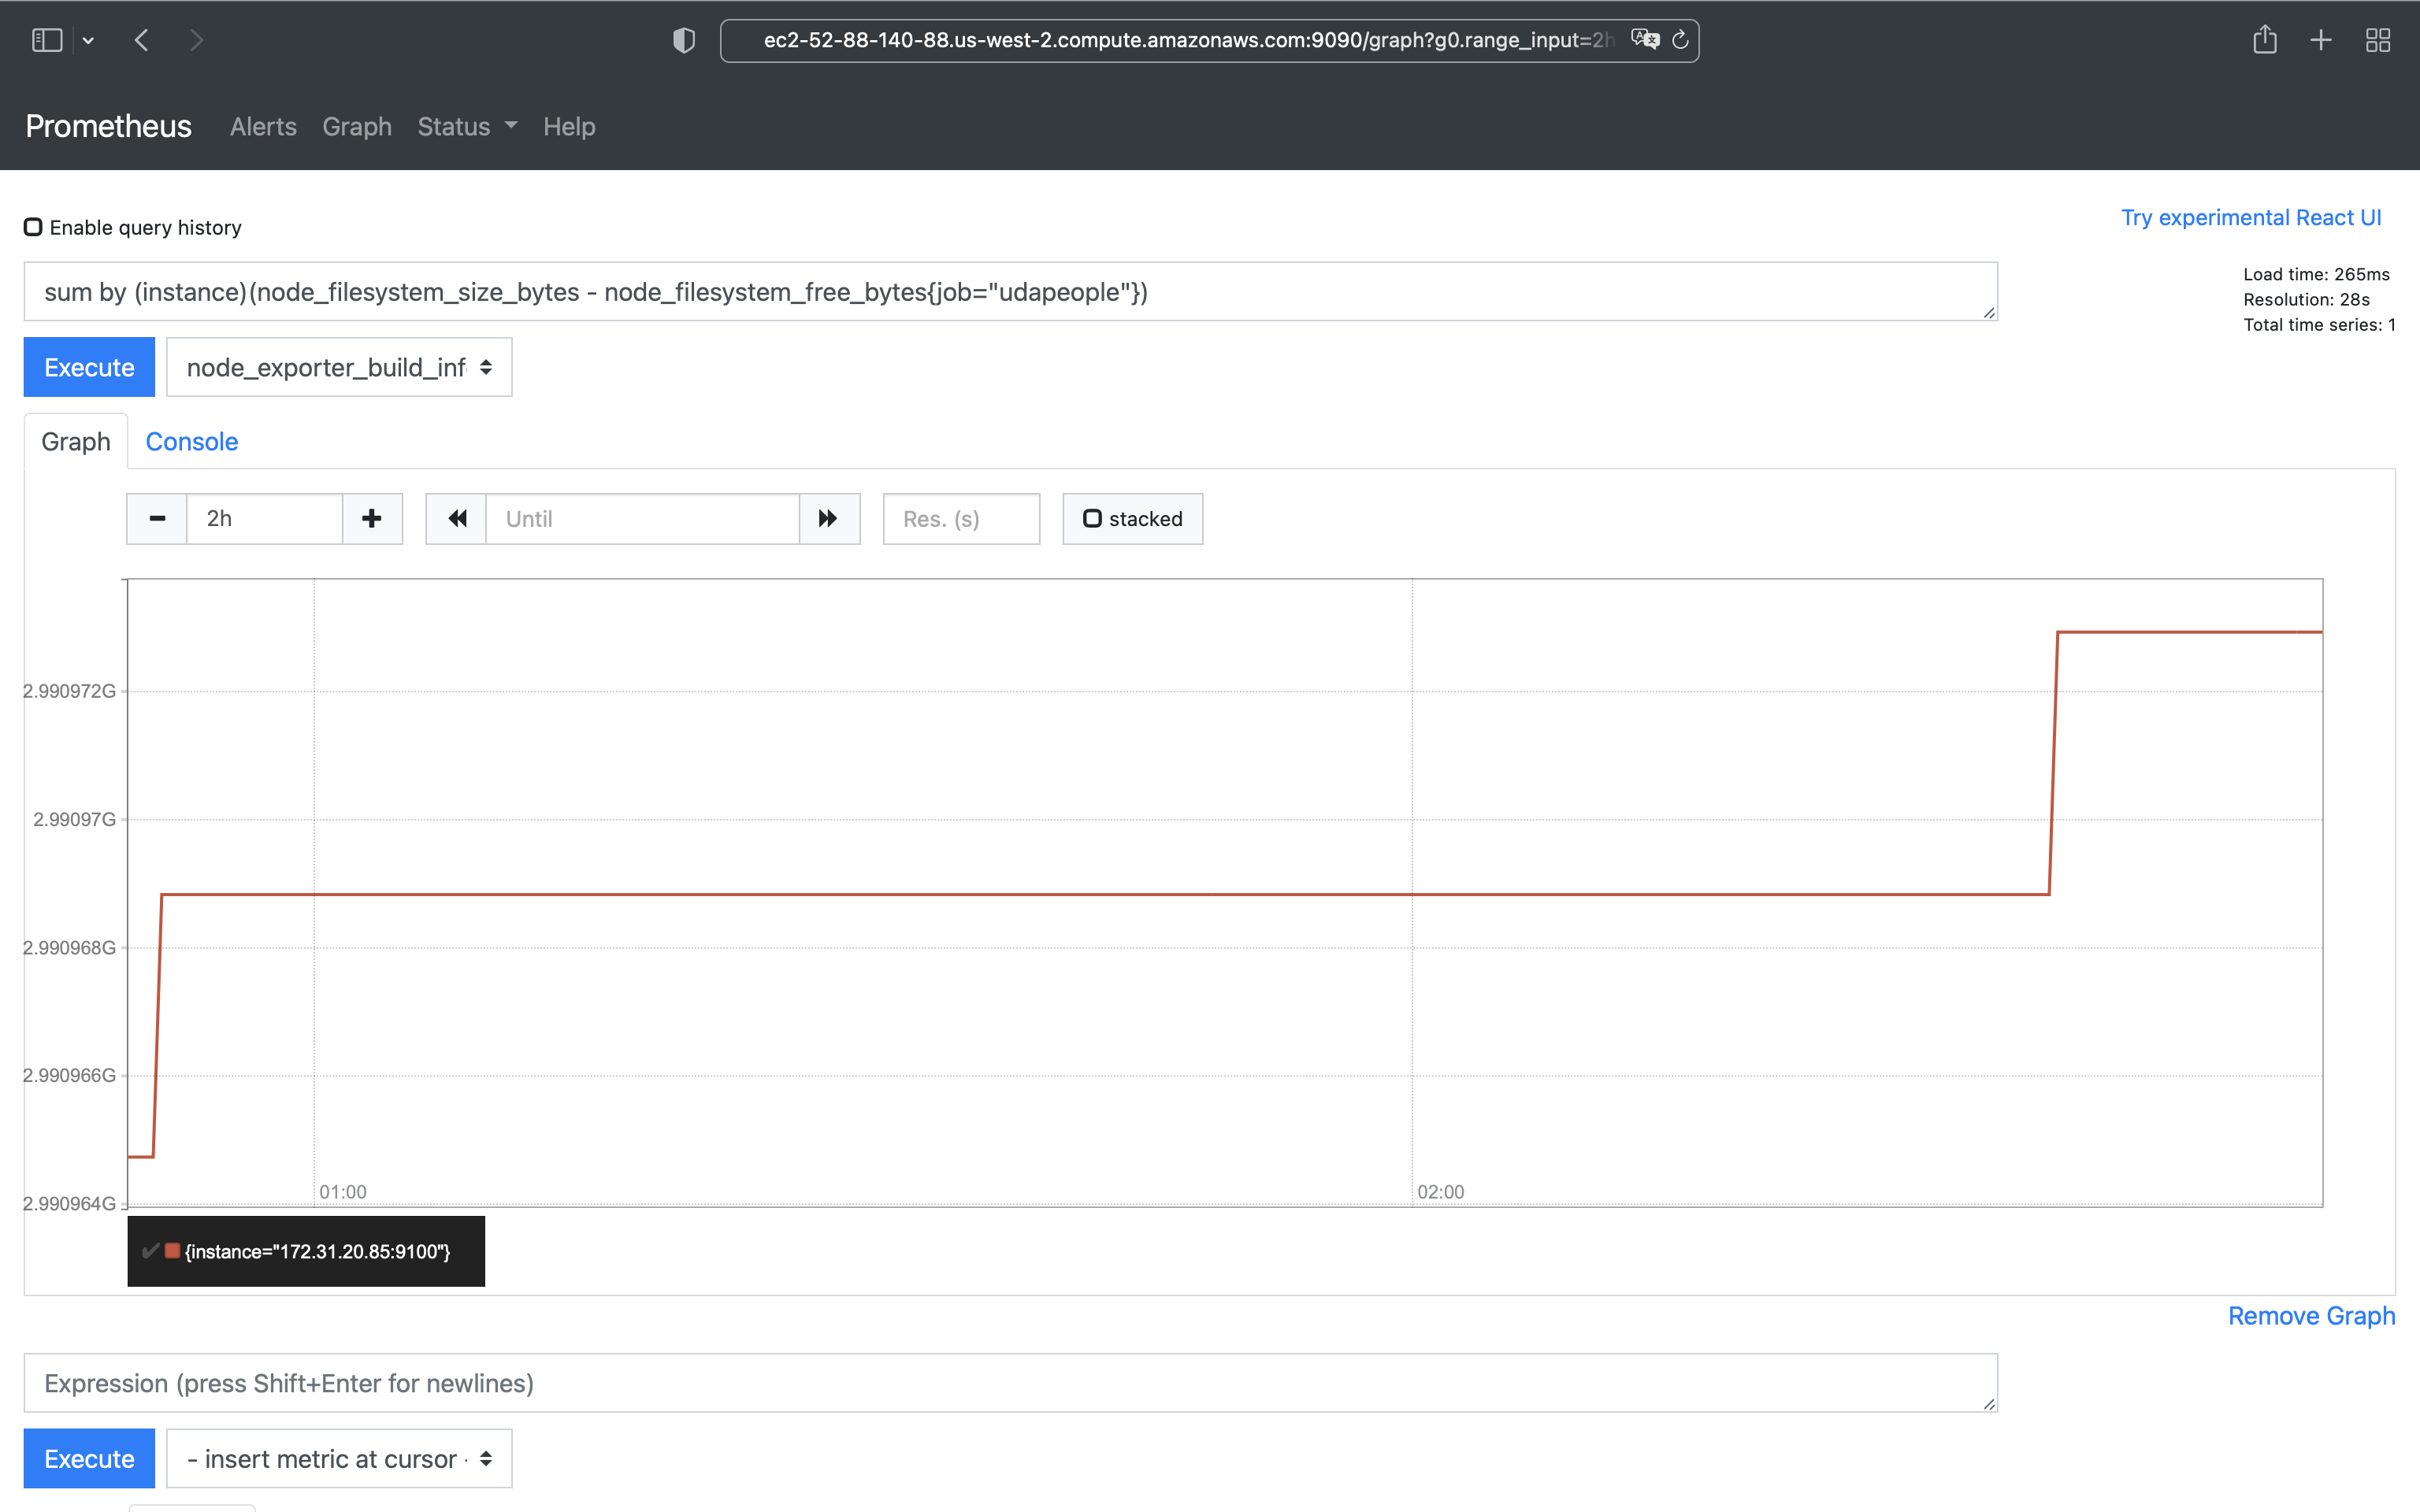 ec2-52-88-140-88.us-west-2.compute.amazonaws.com:9090/graph?g0.range_input=2h
Prometheus Alerts Graph Status Help
Enable query history
Try experimental React UI
sum by (instance)(node_filesystem_size_bytes - node_filesystem_free_bytes{job="udapeople"})
Load time: 265ms
Resolution: 28s
Total time series: 1
Execute node_exporter_build_inf
Graph Console
2h Until Res. (s) stacked
2.990972G
2.99097G
2.990968G
2.990966G
2.990964G
01:00 02:00
{instance="172.31.20.85:9100"}
Remove Graph
Expression (press Shift+Enter for newlines)
Execute - insert metric at cursor -